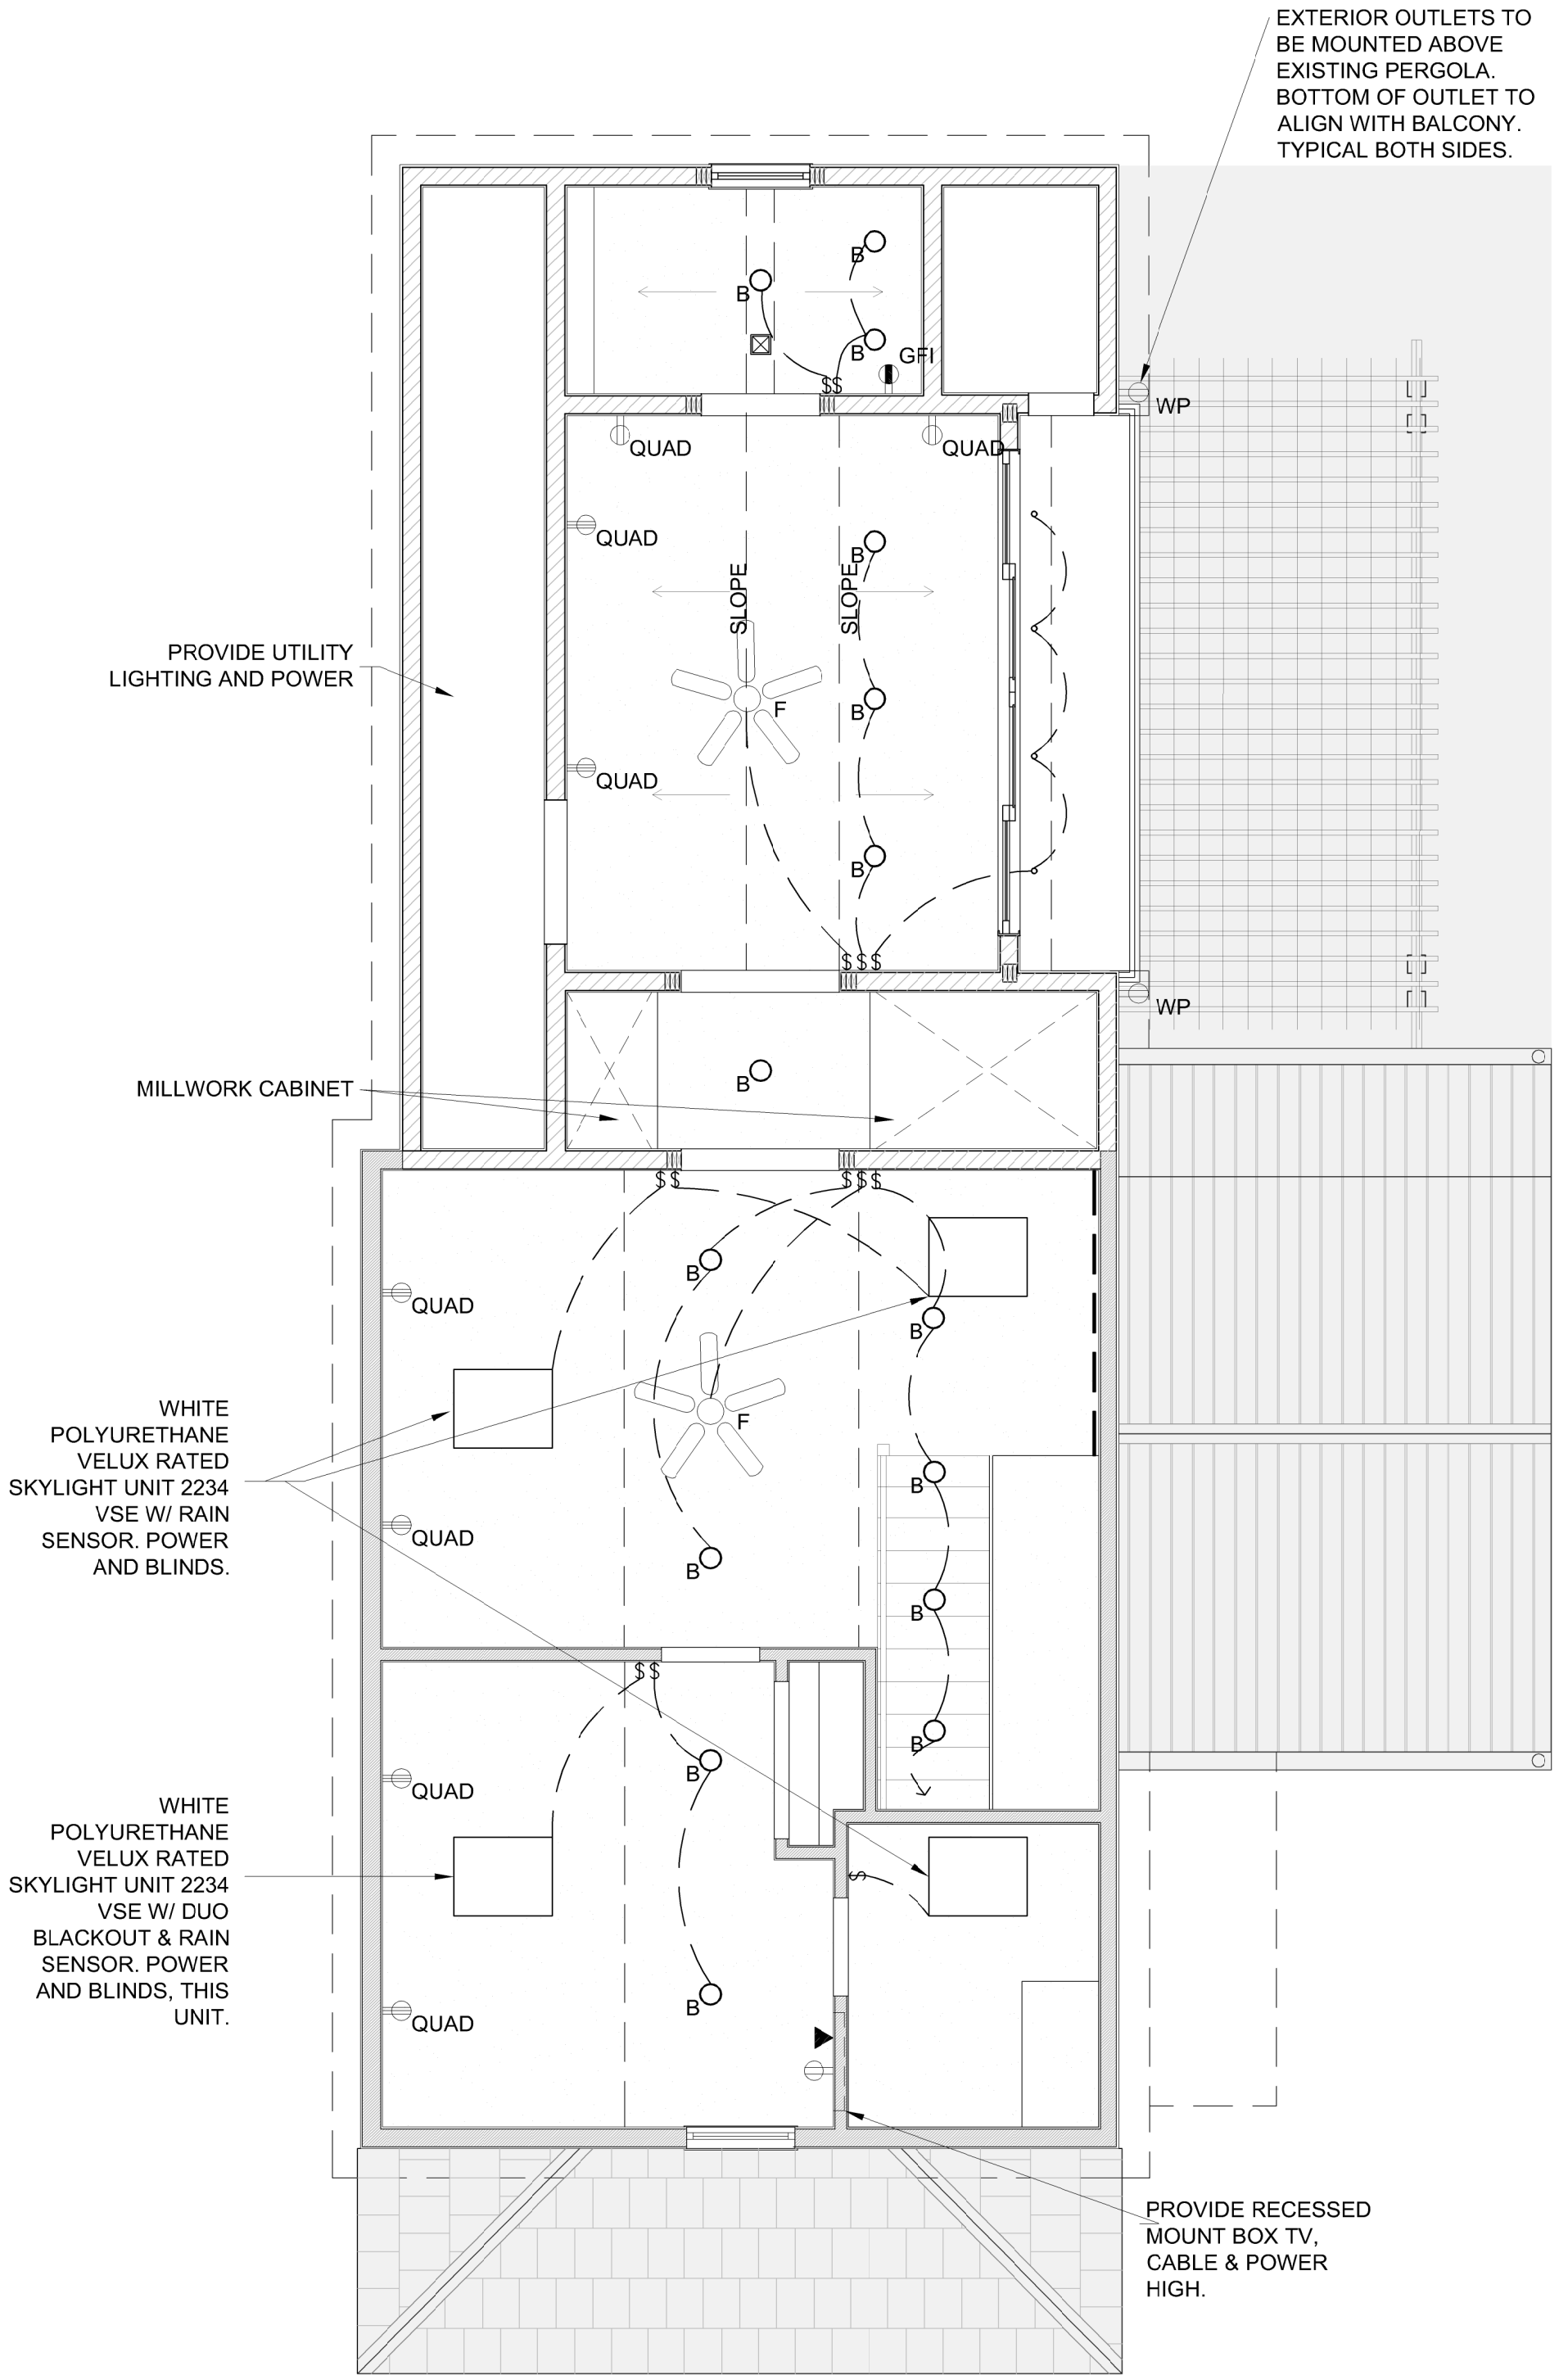 EXTERIOR OUTLETS TO
BE MOUNTED ABOVE
EXISTING PERGOLA.
BOTTOM OF OUTLET TO
ALIGN WITH BALCONY.
TYPICAL BOTH SIDES.
B
B
B
GFI
$$
WP
QUAD
QUAD
QUAD
B
SLOPE
SLOPE
PROVIDE UTILITY
LIGHTING AND POWER
F
B
QUAD
B
$ $ $
WP
B
MILLWORK CABINET
$ $
$ $ $
B
QUAD
B
WHITE
POLYURETHANE
VELUX RATED
SKYLIGHT UNIT 2234
VSE W/ RAIN
SENSOR. POWER
AND BLINDS.
F
B
QUAD
B
B
$ $
B
B
QUAD
WHITE
POLYURETHANE
VELUX RATED
SKYLIGHT UNIT 2234
VSE W/ DUO
BLACKOUT & RAIN
SENSOR. POWER
AND BLINDS, THIS
UNIT.
$
B
QUAD
PROVIDE RECESSED
MOUNT BOX TV,
CABLE & POWER
HIGH.